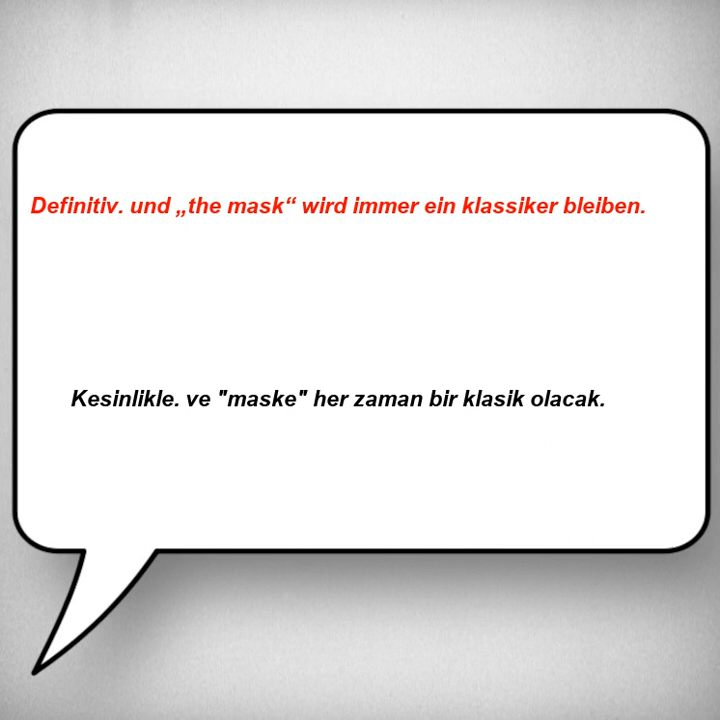 Definitiv. und „the mask“ wird immer ein klassiker bleiben.
Kesinlikle. ve "maske" her zaman bir klasik olacak.